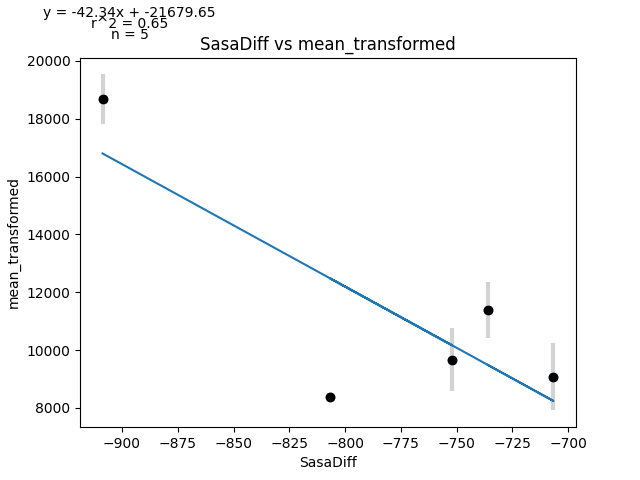 y = -42.34x + -21679.65
r^2 = 0.65
n = 5
SasaDiff vs mean_transformed
20000
18000
16000
14000
12000
10000
8000
mean_transformed
−900 −875 −850 −825 −800 −775 −750 −725 −700
SasaDiff